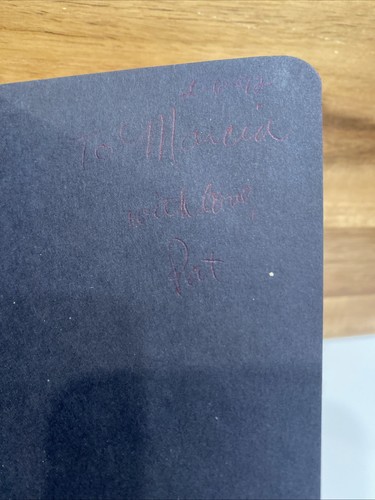 To Marcia
with love,
Pat